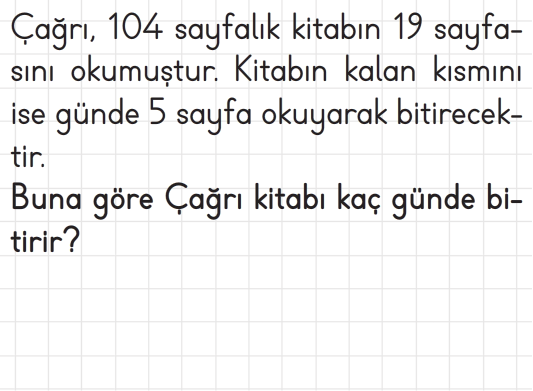 Çağrı, 104 sayfalık kitabın 19 sayfa-
sını okumuştur. Kitabın kalan kısmını
ise günde 5 sayfa okuyarak bitirecek-
tir.
Buna göre Çağrı kitabı kaç günde bi-
tirir?